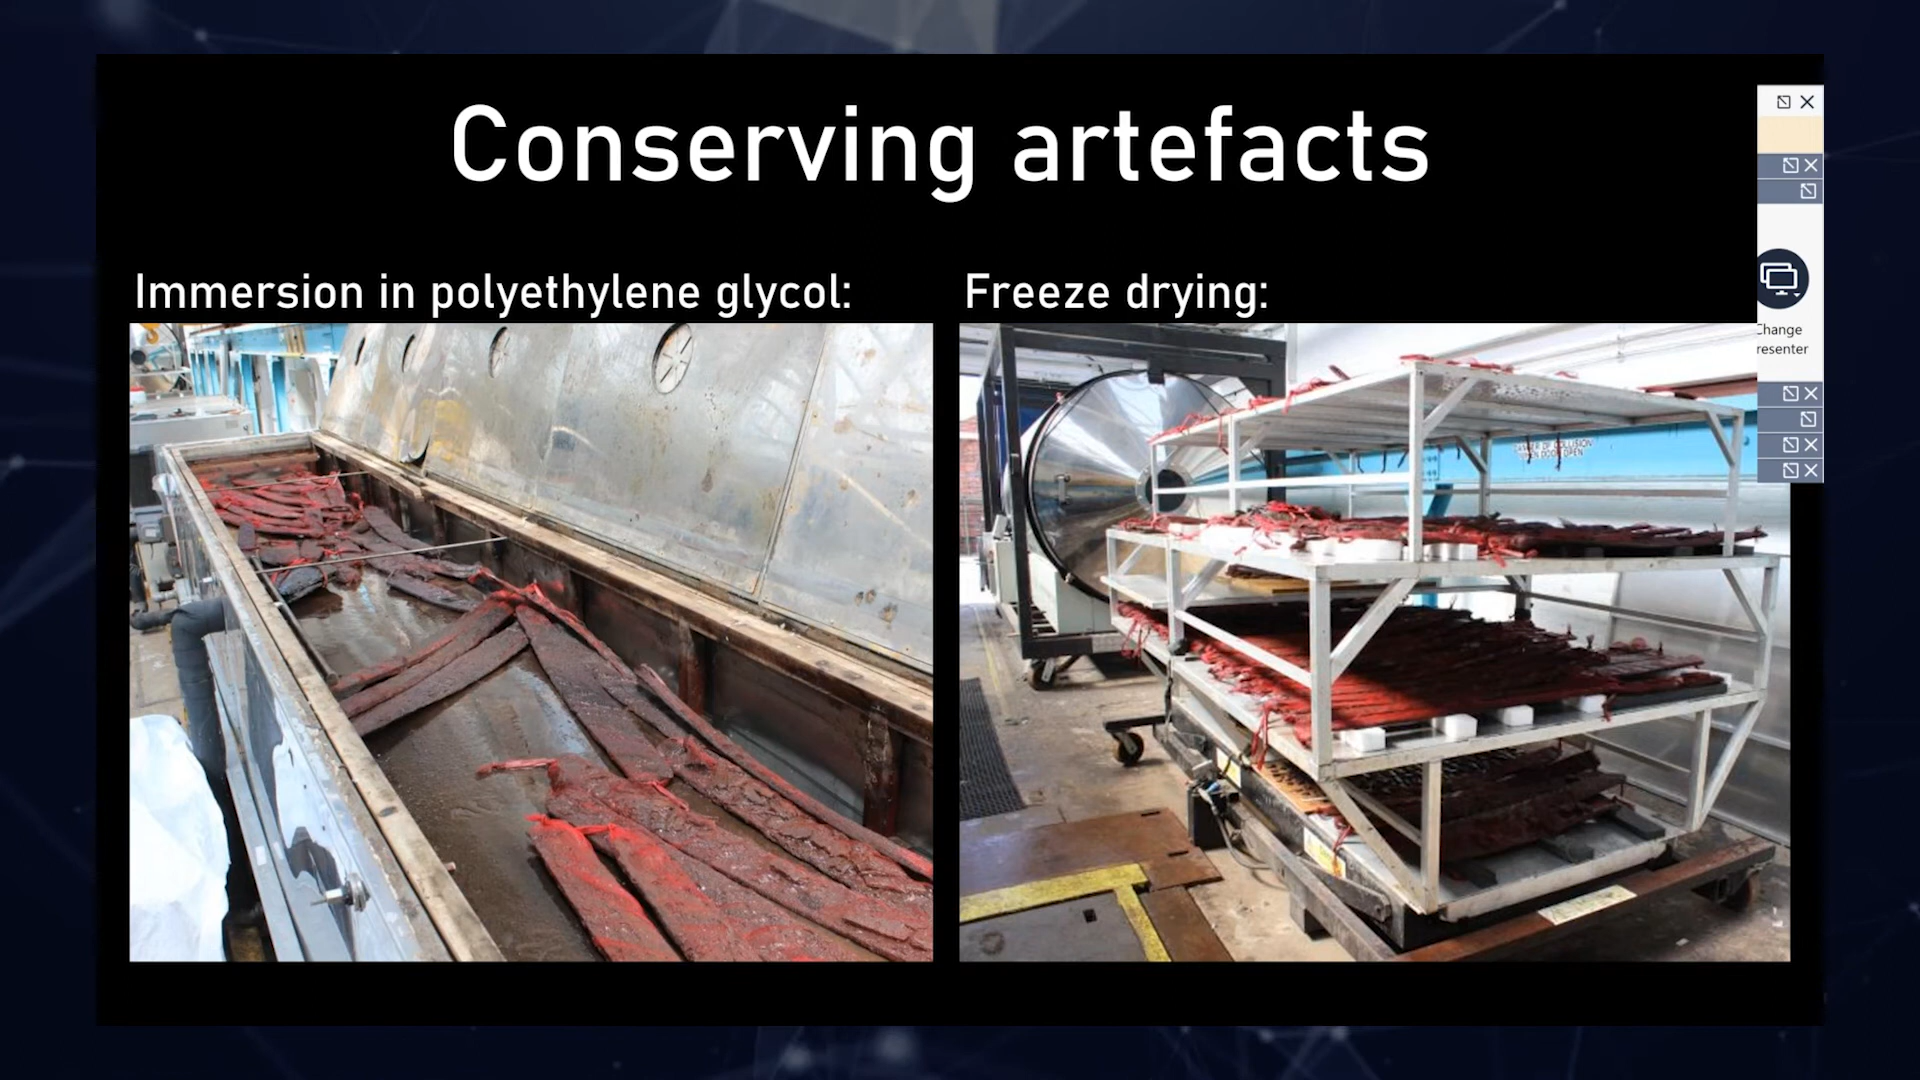 Conserving artefacts
Immersion in polyethylene glycol:
Freeze drying:
Change
resenter